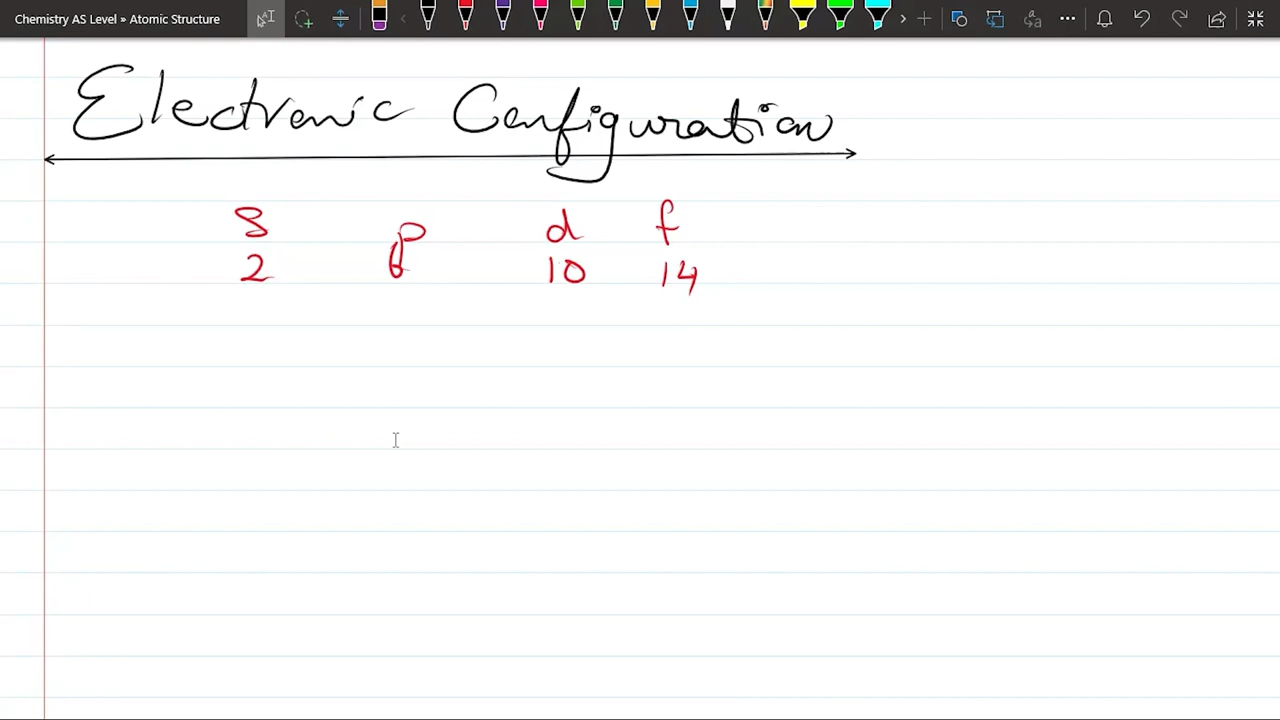 Chemistry AS Level » Atomic Structure
Electronic Configuration
s p d f
2 6 10 14